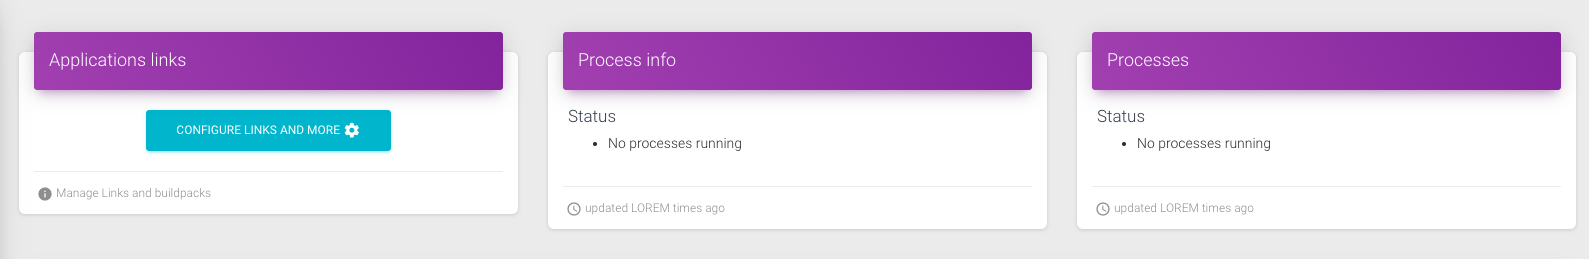 Applications links
CONFIGURE LINKS AND MORE
Manage Links and buildpacks
Process info
Status
No processes running
updated LOREM times ago
Processes
Status
No processes running
updated LOREM times ago